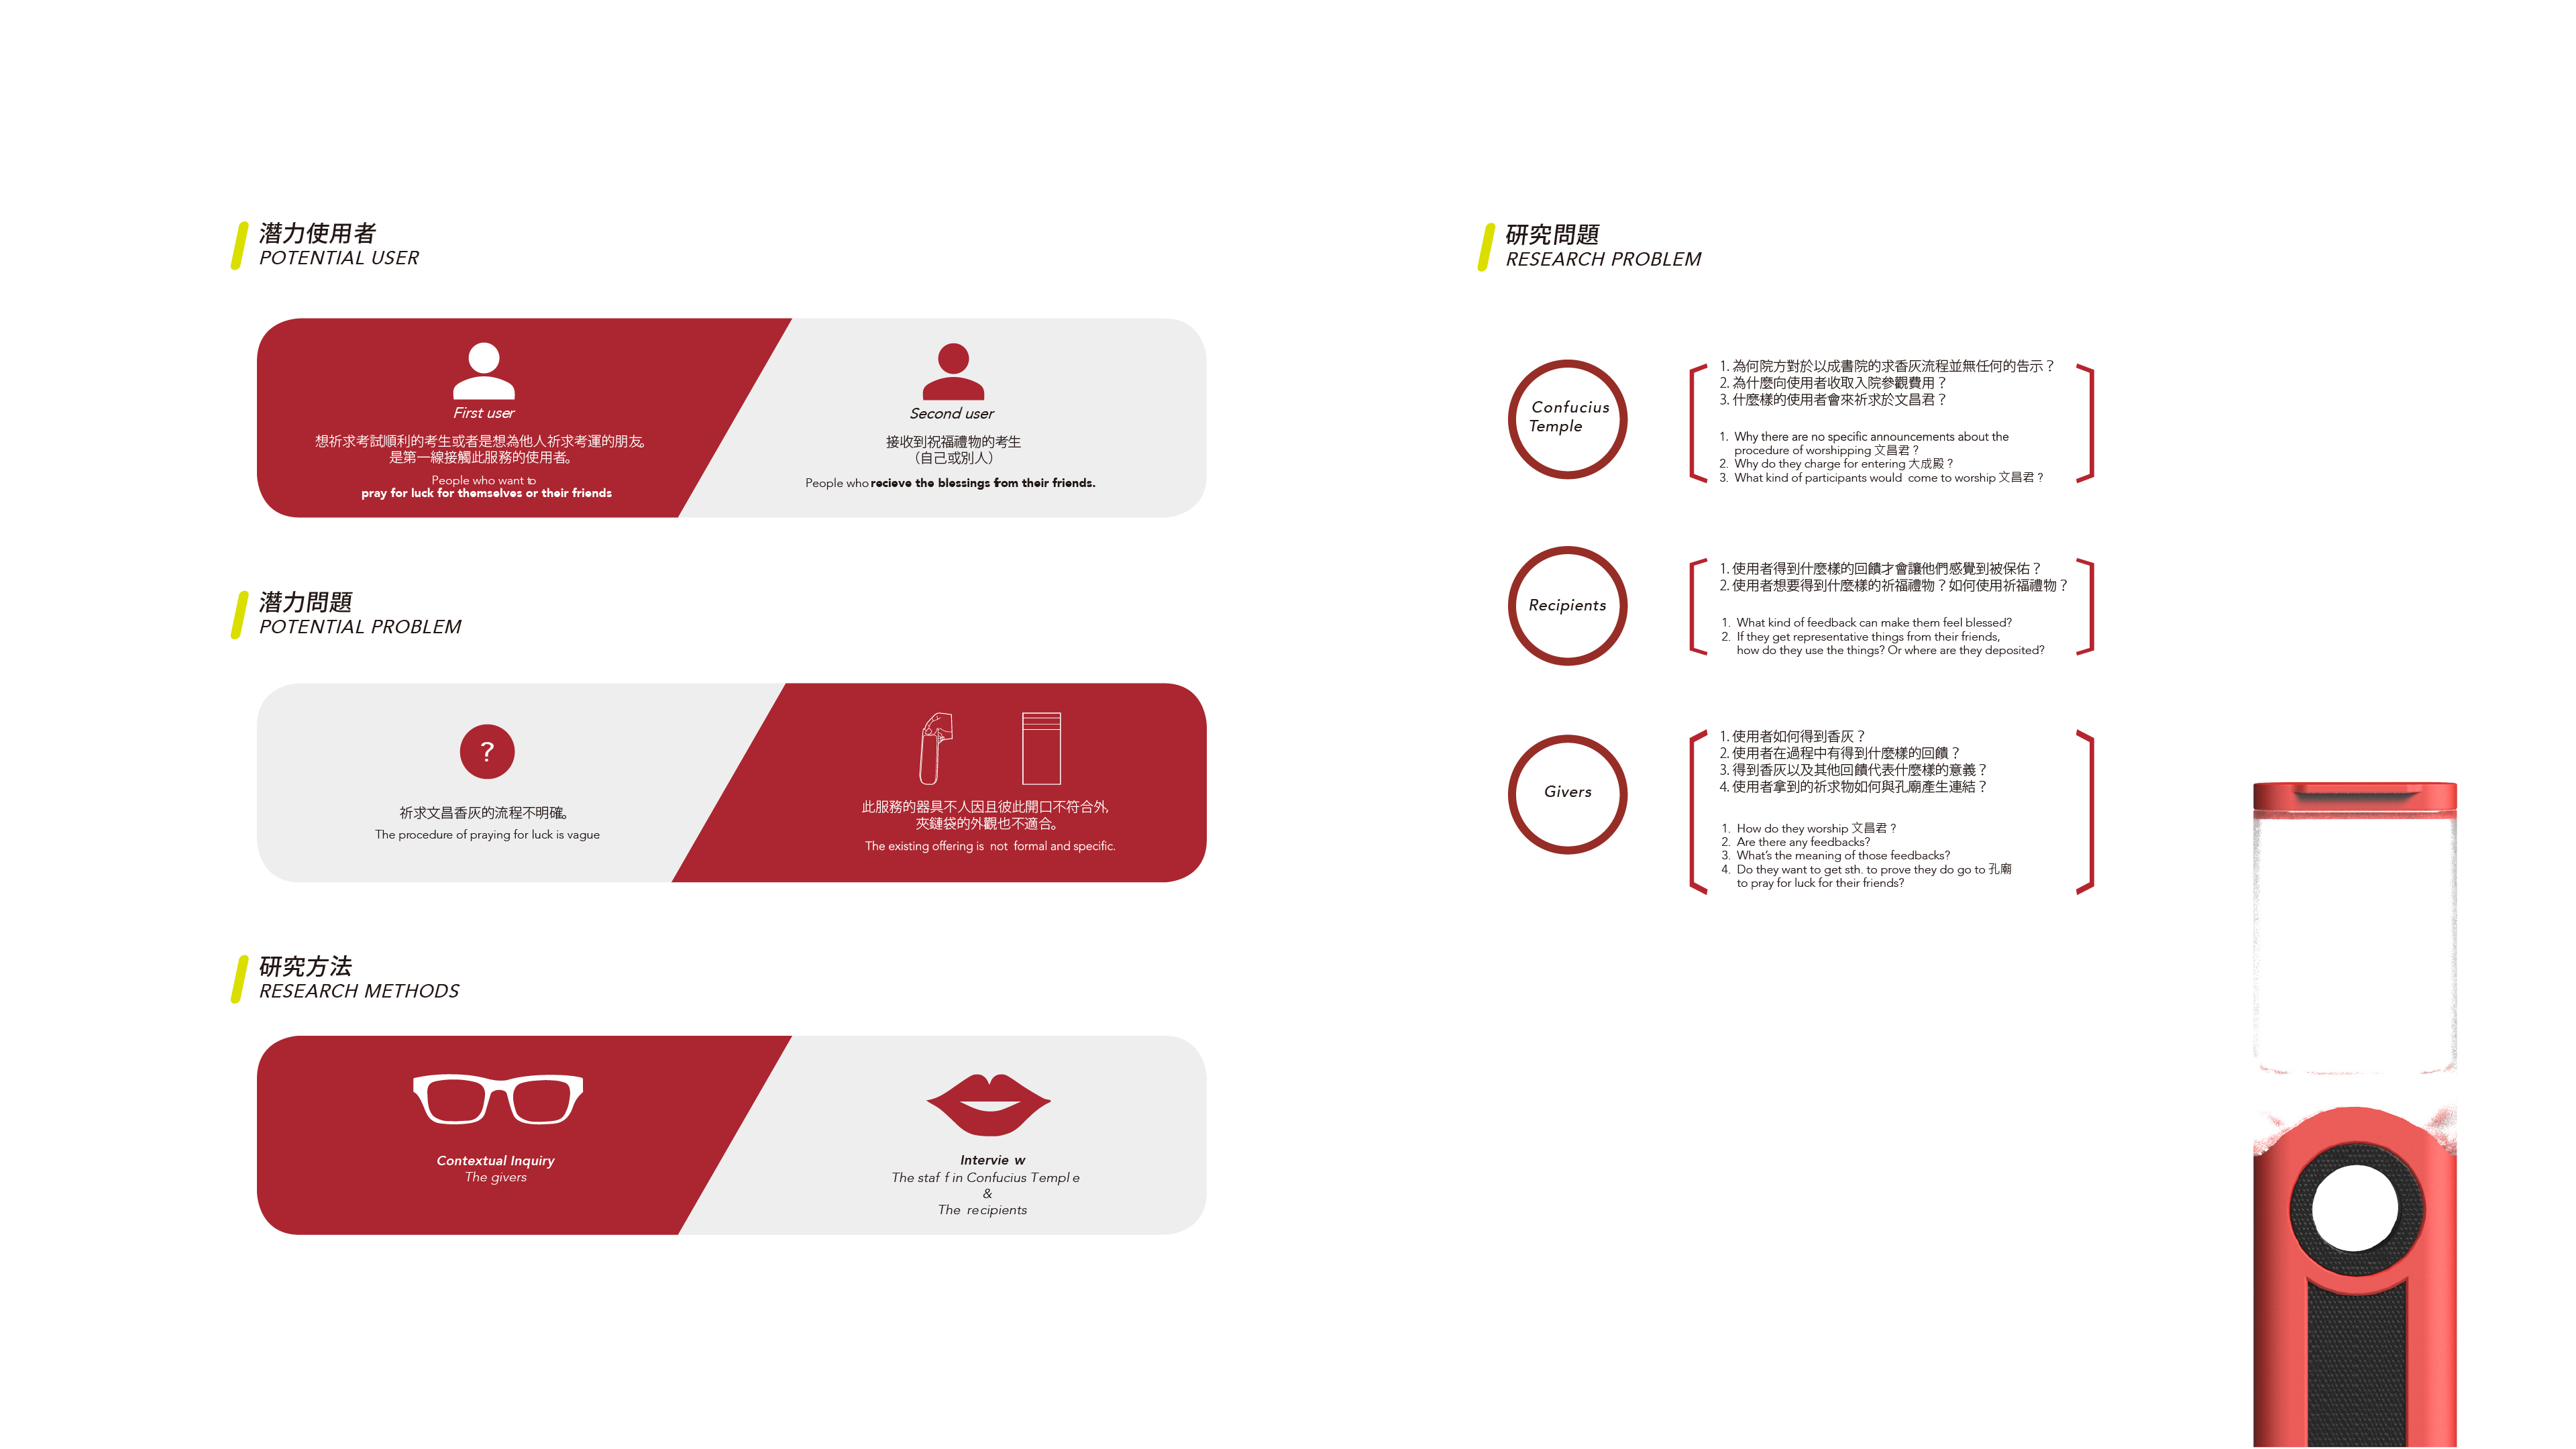 潛力使用者
POTENTIAL USER
First user
想祈求考試順利的考生或者是想為他人祈求考運的朋友。
是第一線接觸此服務的使用者。
People who want to
pray for luck for themselves or their friends
Second user
接收到祝福禮物的考生
（自己或別人）
People who recieve the blessings from their friends.
潛力問題
POTENTIAL PROBLEM
?
祈求文昌香灰的流程不明確。
The procedure of praying for luck is vague
此服務的器具不人因且彼此開口不符合外,
夾鏈袋的外觀也不適合。
The existing offering is not formal and specific.
研究方法
RESEARCH METHODS
Contextual Inquiry
The givers
Interview
The staff in Confucius Temple
&
The recipients
研究問題
RESEARCH PROBLEM
Confucius
Temple
1. 為何院方對於以成書院的求香灰流程並無任何的告示？
2. 為什麼向使用者收取入院參觀費用？
3. 什麼樣的使用者會來祈求於文昌君？
1. Why there are no specific announcements about the
procedure of worshipping 文昌君？
2. Why do they charge for entering 大成殿？
3. What kind of participants would come to worship 文昌君？
Recipients
1. 使用者得到什麼樣的回饋才會讓他們感覺到被保佑？
2. 使用者想要得到什麼樣的祈福禮物？如何使用祈福禮物？
1. What kind of feedback can make them feel blessed?
2. If they get representative things from their friends,
how do they use the things? Or where are they deposited?
Givers
1. 使用者如何得到香灰？
2. 使用者在過程中有得到什麼樣的回饋？
3. 得到香灰以及其他回饋代表什麼樣的意義？
4. 使用者拿到的祈求物如何與孔廟產生連結？
1. How do they worship 文昌君？
2. Are there any feedbacks?
3. What's the meaning of those feedbacks?
4. Do they want to get sth. to prove they do go to 孔廟
to pray for luck for their friends?